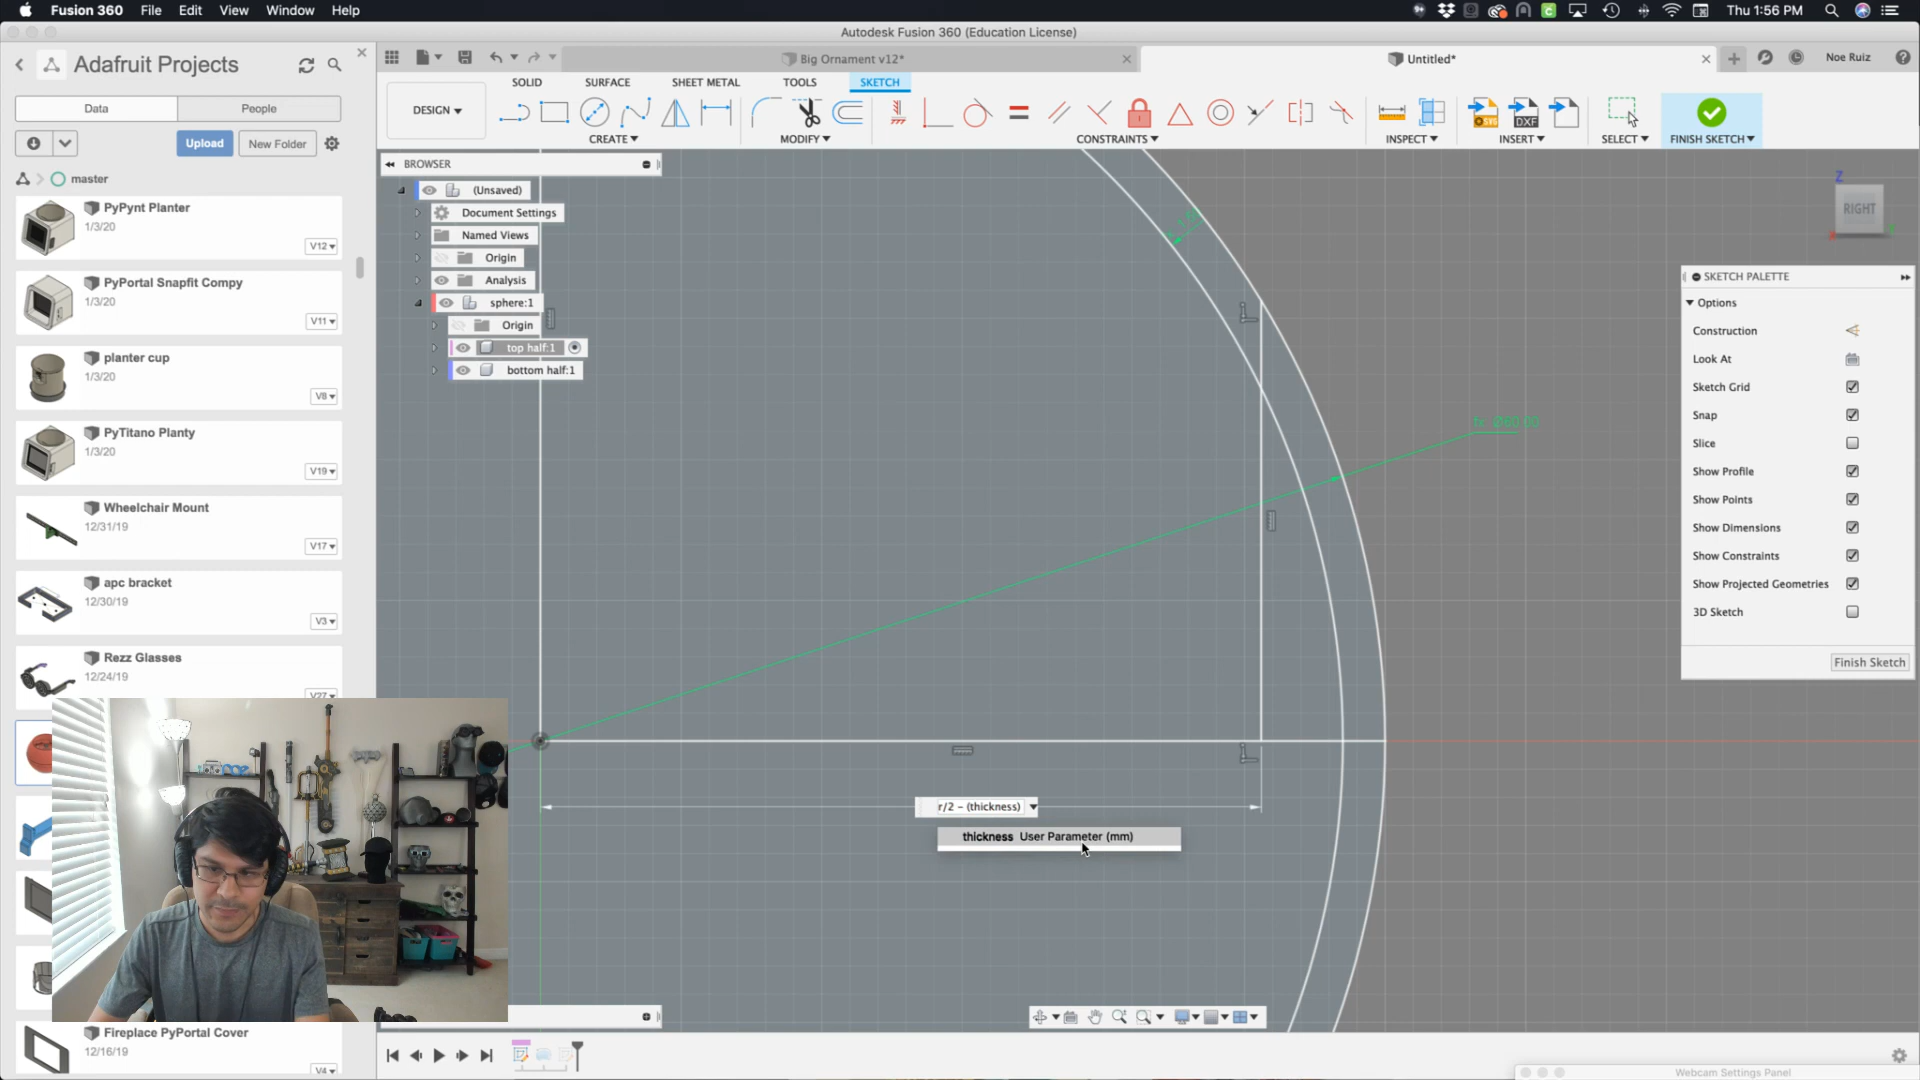 Fusion 360 File Edit View Window Help
Thu 1:56 PM
Autodesk Fusion 360 (Education License)
Adafruit Projects
Big Ornament v12*
Untitled*
Noe Ruiz
SOLID SURFACE SHEET METAL TOOLS SKETCH
Data People
DESIGN
SVG DXF
CREATE MODIFY CONSTRAINTS INSPECT INSERT SELECT FINISH SKETCH
Upload New Folder
master
BROWSER
(Unsaved)
Document Settings
Named Views
Origin
Analysis
sphere:1
Origin
top half:1
bottom half:1
PyPynt Planter
1/3/20
V12
PyPortal Snapfit Compy
1/3/20
V11
planter cup
1/3/20
V8
PyTitano Planty
1/3/20
V19
Wheelchair Mount
12/31/19
V17
apc bracket
12/30/19
V3
Rezz Glasses
12/24/19
V27
Fireplace PyPortal Cover
12/16/19
V4
Z
RIGHT
SKETCH PALETTE
Options
Construction
Look At
Sketch Grid
Snap
Slice
Show Profile
Show Points
Show Dimensions
Show Constraints
Show Projected Geometries
3D Sketch
Finish Sketch
r/2 - (thickness)
thickness User Parameter (mm)
Webcam Settings Panel